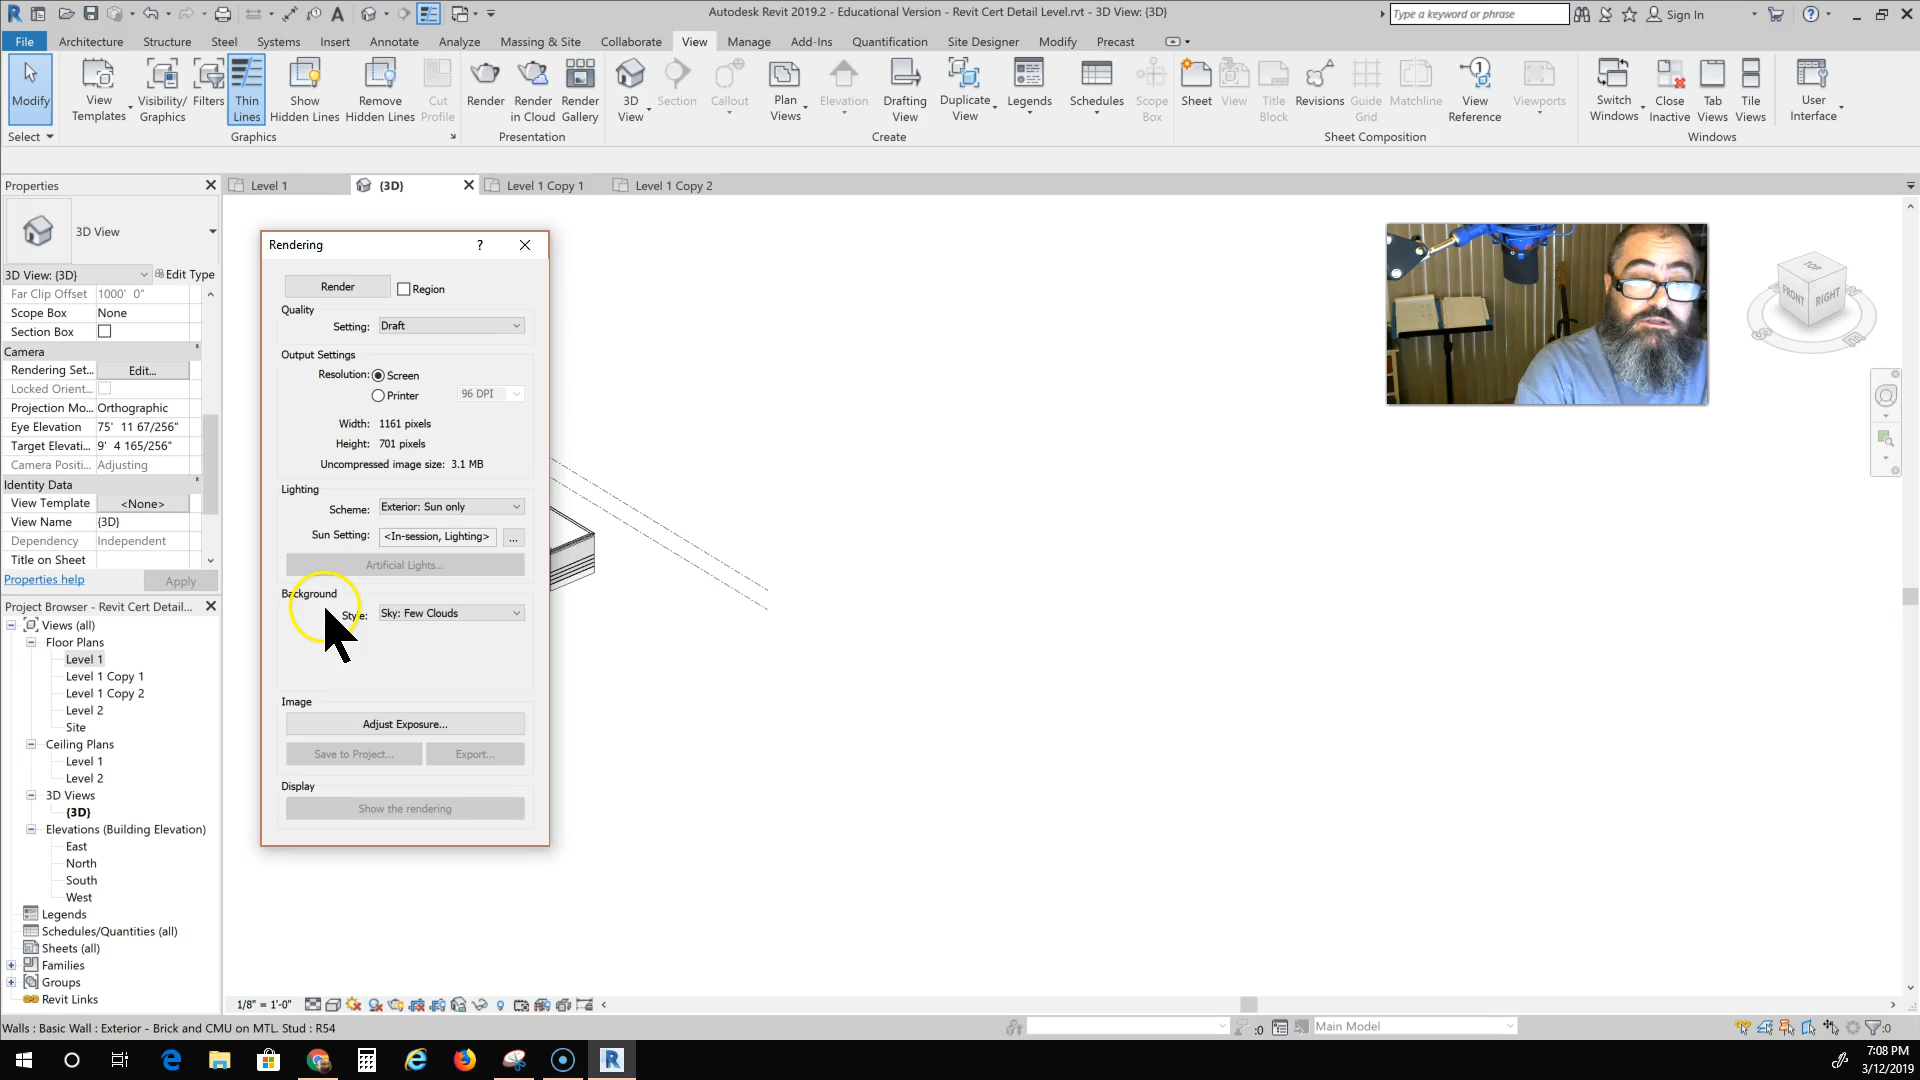 Autodesk Revit 2019.2 - Educational Version - Revit Cert Detail Level.rvt - 3D View: {3D}
Type a keyword or phrase
Sign In
File Architecture Structure Steel Systems Insert Annotate Analyze Massing & Site Collaborate View Manage Add-Ins Quantification Site Designer Modify Precast
Modify
View Templates
Visibility/ Graphics
Filters
Thin Lines
Show Hidden Lines
Remove Hidden Lines
Cut Profile
Render
Render in Cloud
Render Gallery
3D View
Section
Callout
Plan Views
Elevation
Drafting View
Duplicate View
Legends
Schedules
Scope Box
Sheet
View
Title Block
Revisions
Guide Grid
Matchline
View Reference
Viewports
Switch Windows
Close Inactive
Tab Views
Tile Views
User Interface
Select
Graphics
Presentation
Create
Sheet Composition
Windows
Properties
Level 1
{3D}
Level 1 Copy 1
Level 1 Copy 2
3D View
3D View: {3D}
Edit Type
Far Clip Offset 1000' 0"
Scope Box None
Section Box
Camera
Rendering Set... Edit...
Locked Orient...
Projection Mo... Orthographic
Eye Elevation 75' 11 67/256"
Target Elevati... 9' 4 165/256"
Camera Positi... Adjusting
Identity Data
View Template <None>
View Name {3D}
Dependency Independent
Title on Sheet
Properties help
Apply
Project Browser - Revit Cert Detail...
Views (all)
Floor Plans
Level 1
Level 1 Copy 1
Level 1 Copy 2
Level 2
Site
Ceiling Plans
Level 1
Level 2
3D Views
{3D}
Elevations (Building Elevation)
East
North
South
West
Legends
Schedules/Quantities (all)
Sheets (all)
Families
Groups
Revit Links
Rendering
?
Render
Region
Quality
Setting: Draft
Output Settings
Resolution: Screen
Printer 96 DPI
Width: 1161 pixels
Height: 701 pixels
Uncompressed image size: 3.1 MB
Lighting
Scheme: Exterior: Sun only
Sun Setting: <In-session, Lighting> ...
Artificial Lights...
Background
Style: Sky: Few Clouds
Image
Adjust Exposure...
Save to Project... Export...
Display
Show the rendering
TOP
FRONT
RIGHT
S
E
1/8" = 1'-0"
Walls : Basic Wall : Exterior - Brick and CMU on MTL. Stud : R54
:0
Main Model
:0
7:08 PM
3/12/2019